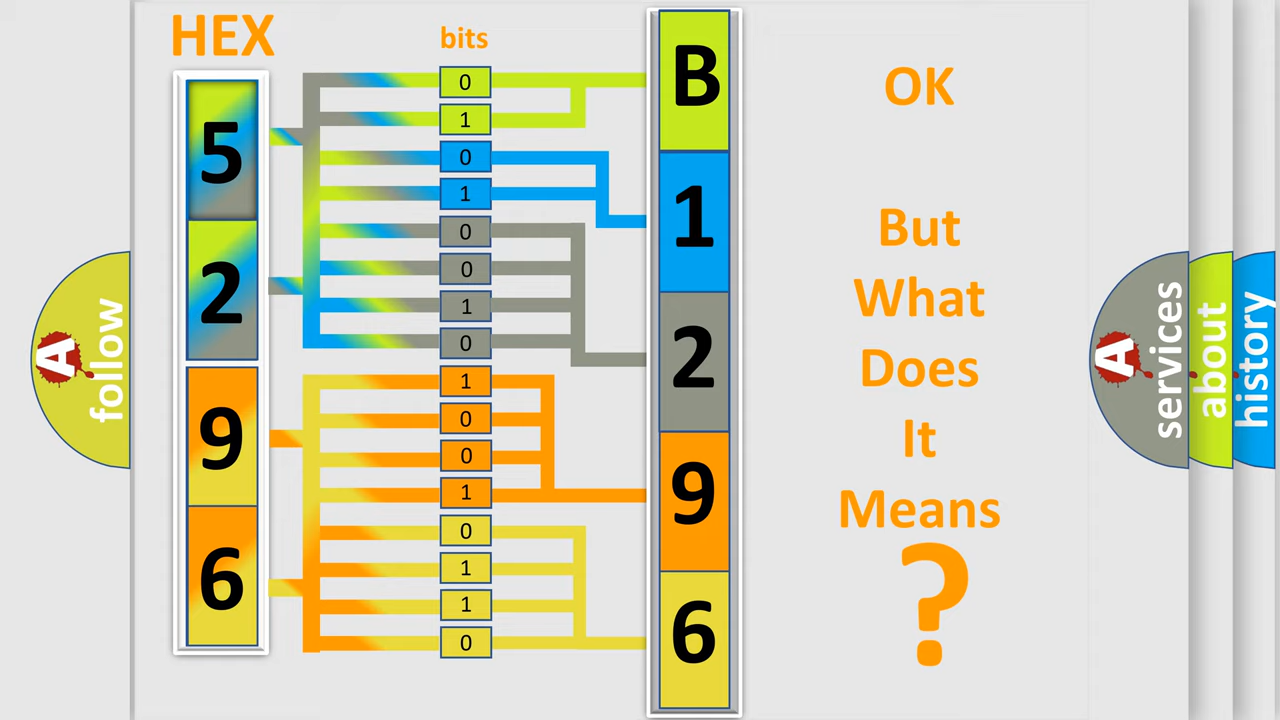 HEX
bits
5
2
9
6
0
1
0
1
0
0
1
0
1
0
0
1
0
1
1
0
B
1
2
9
6
OK
But
What
Does
It
Means
?
A
follow
A
services
about
history